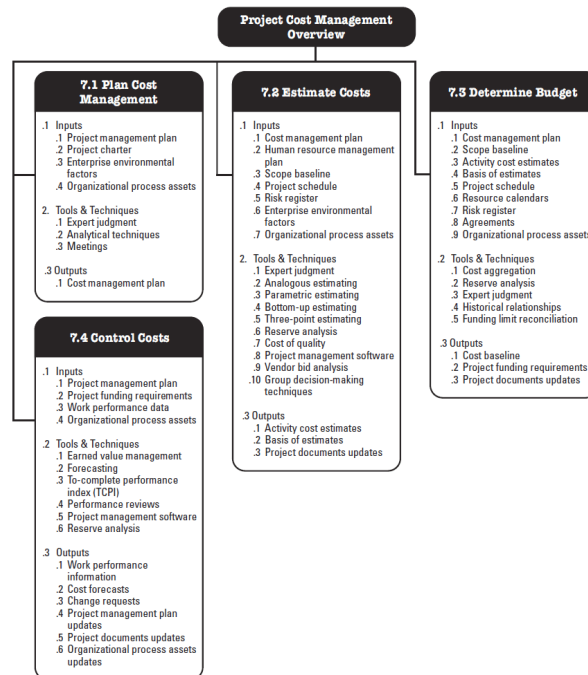 Project Cost Management
Overview
7.1 Plan Cost
Management
.1 Inputs
.1 Project management plan
.2 Project charter
.3 Enterprise environmental
factors
.4 Organizational process assets
2. Tools & Techniques
.1 Expert judgment
.2 Analytical techniques
.3 Meetings
.3 Outputs
.1 Cost management plan
7.2 Estimate Costs
.1 Inputs
.1 Cost management plan
.2 Human resource management
plan
.3 Scope baseline
.4 Project schedule
.5 Risk register
.6 Enterprise environmental
factors
.7 Organizational process assets
2. Tools & Techniques
.1 Expert judgment
.2 Analogous estimating
.3 Parametric estimating
.4 Bottom-up estimating
.5 Three-point estimating
.6 Reserve analysis
.7 Cost of quality
.8 Project management software
.9 Vendor bid analysis
.10 Group decision-making
techniques
.3 Outputs
.1 Activity cost estimates
.2 Basis of estimates
.3 Project documents updates
7.3 Determine Budget
.1 Inputs
.1 Cost management plan
.2 Scope baseline
.3 Activity cost estimates
.4 Basis of estimates
.5 Project schedule
.6 Resource calendars
.7 Risk register
.8 Agreements
.9 Organizational process assets
.2 Tools & Techniques
.1 Cost aggregation
.2 Reserve analysis
.3 Expert judgment
.4 Historical relationships
.5 Funding limit reconciliation
.3 Outputs
.1 Cost baseline
.2 Project funding requirements
.3 Project documents updates
7.4 Control Costs
.1 Inputs
.1 Project management plan
.2 Project funding requirements
.3 Work performance data
.4 Organizational process assets
.2 Tools & Techniques
.1 Earned value management
.2 Forecasting
.3 To-complete performance
index (TCPI)
.4 Performance reviews
.5 Project management software
.6 Reserve analysis
.3 Outputs
.1 Work performance
information
.2 Cost forecasts
.3 Change requests
.4 Project management plan
updates
.5 Project documents updates
.6 Organizational process assets
updates